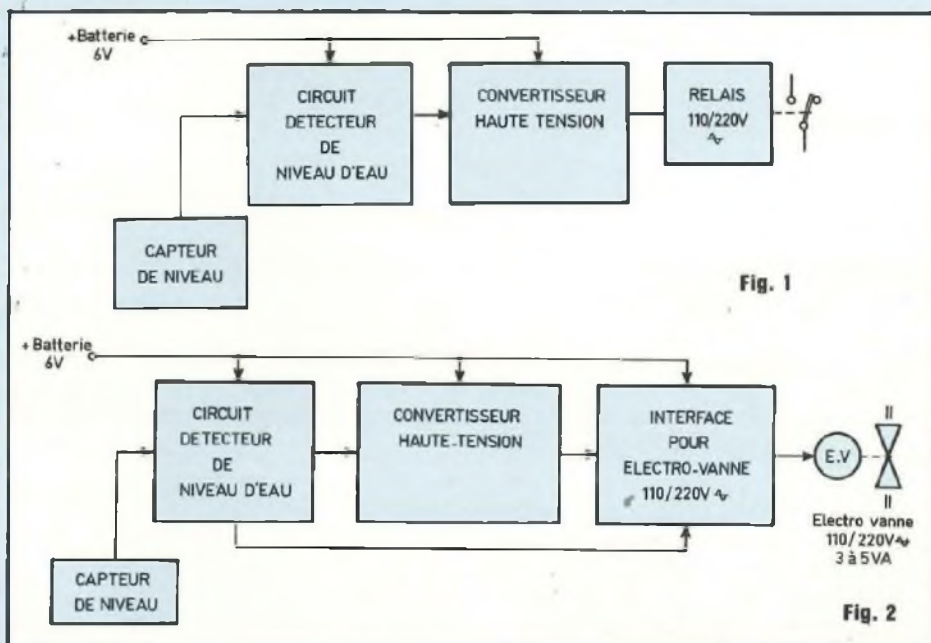 +Batterie
6V
CIRCUIT
DETECTEUR
DE
NIVEAU D'EAU
CONVERTISSEUR
HAUTE TENSION
RELAIS
110/220V
CAPTEUR
DE NIVEAU
Fig. 1
+ Batterie
6V
CIRCUIT
DETECTEUR
DE
NIVEAU D'EAU
CONVERTISSEUR
HAUTE-TENSION
INTERFACE
POUR
ELECTRO-VANNE
110/220V ∿
E.V
Electro vanne
110/220V ∿
3 à 5VA
CAPTEUR
DE NIVEAU
Fig. 2